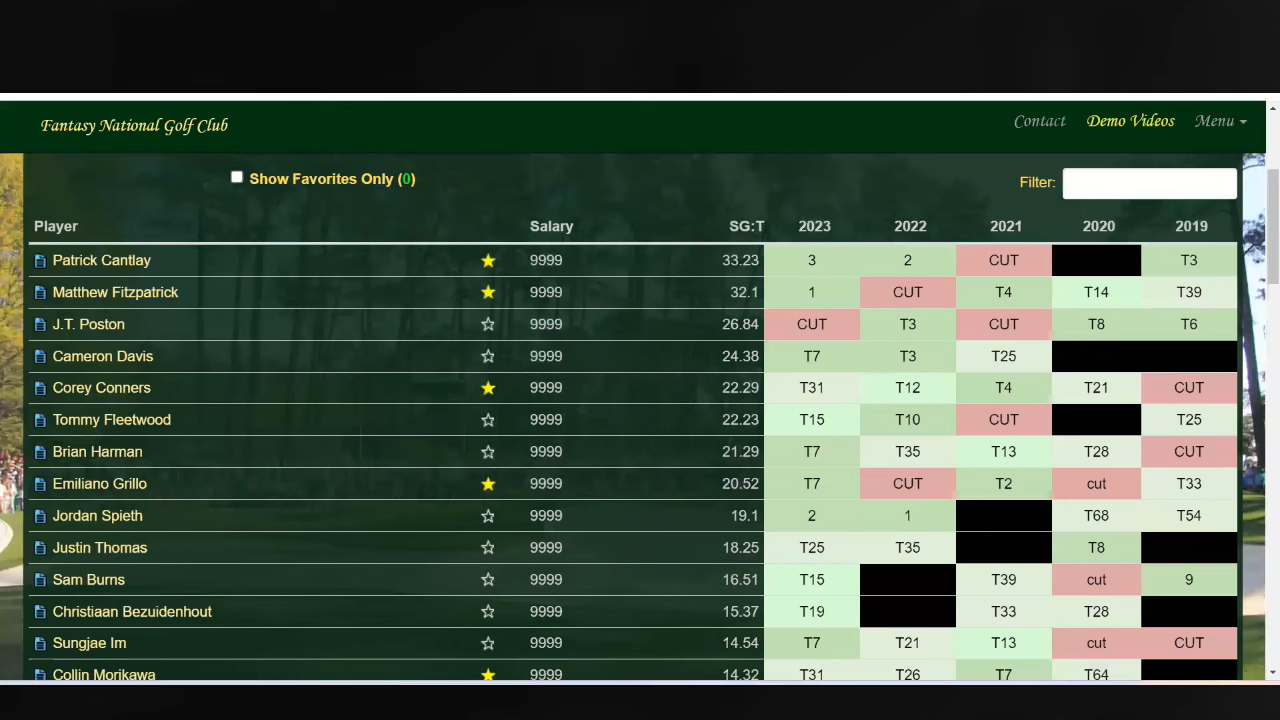 Fantasy National Golf Club Contact Demo Videos Menu
Show Favorites Only (0) Filter:
Player Salary SG:T 2023 2022 2021 2020 2019
Patrick Cantlay 9999 33.23 3 2 CUT T3
Matthew Fitzpatrick 9999 32.1 1 CUT T4 T14 T39
J.T. Poston 9999 26.84 CUT T3 CUT T8 T6
Cameron Davis 9999 24.38 T7 T3 T25
Corey Conners 9999 22.29 T31 T12 T4 T21 CUT
Tommy Fleetwood 9999 22.23 T15 T10 CUT T25
Brian Harman 9999 21.29 T7 T35 T13 T28 CUT
Emiliano Grillo 9999 20.52 T7 CUT T2 cut T33
Jordan Spieth 9999 19.1 2 1 T68 T54
Justin Thomas 9999 18.25 T25 T35 T8
Sam Burns 9999 16.51 T15 T39 cut 9
Christiaan Bezuidenhout 9999 15.37 T19 T33 T28
Sungjae Im 9999 14.54 T7 T21 T13 cut CUT
Collin Morikawa 9999 14.32 T31 T26 T7 T64